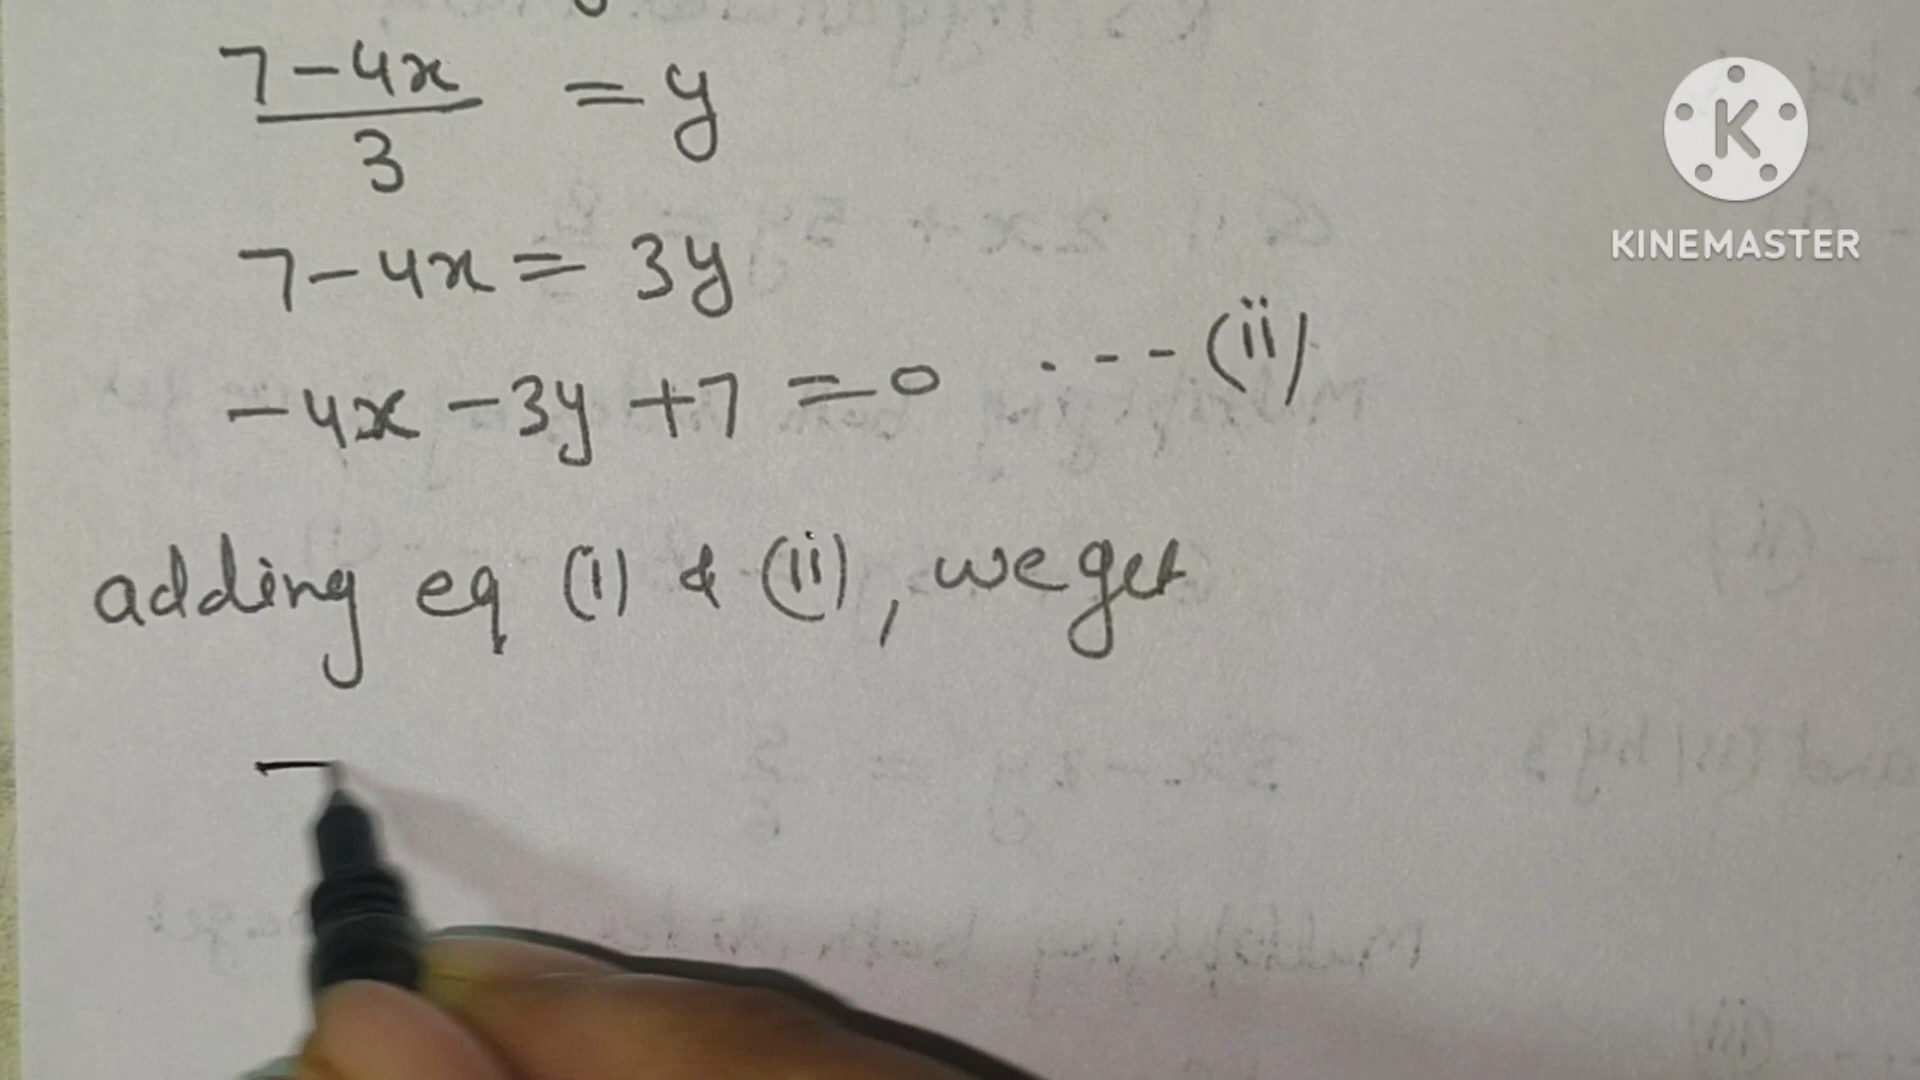 7-4x/3 = y
7-4x = 3y
-4x -3y +7 =0 ---(ii)
adding eq (i) & (ii), we get
K
KINEMASTER